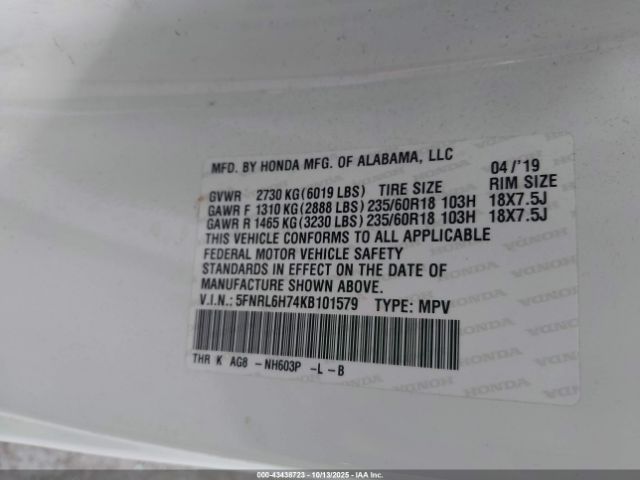 MFD. BY HONDA MFG. OF ALABAMA, LLC 04/'19
GVWR 2730 KG(6019 LBS) TIRE SIZE RIM SIZE
GAWR F 1310 KG (2888 LBS) 235/60R18 103H 18X7.5J
GAWR R 1465 KG (3230 LBS) 235/60R18 103H 18X7.5J
THIS VEHICLE CONFORMS TO ALL APPLICABLE
FEDERAL MOTOR VEHICLE SAFETY
STANDARDS IN EFFECT ON THE DATE OF
MANUFACTURE SHOWN ABOVE.
V.I.N.: 5FNRL6H74KB101579 TYPE: MPV
THR K AG8 - NH603P -L - B
000-43438723 - 10/13/2025 - IAA